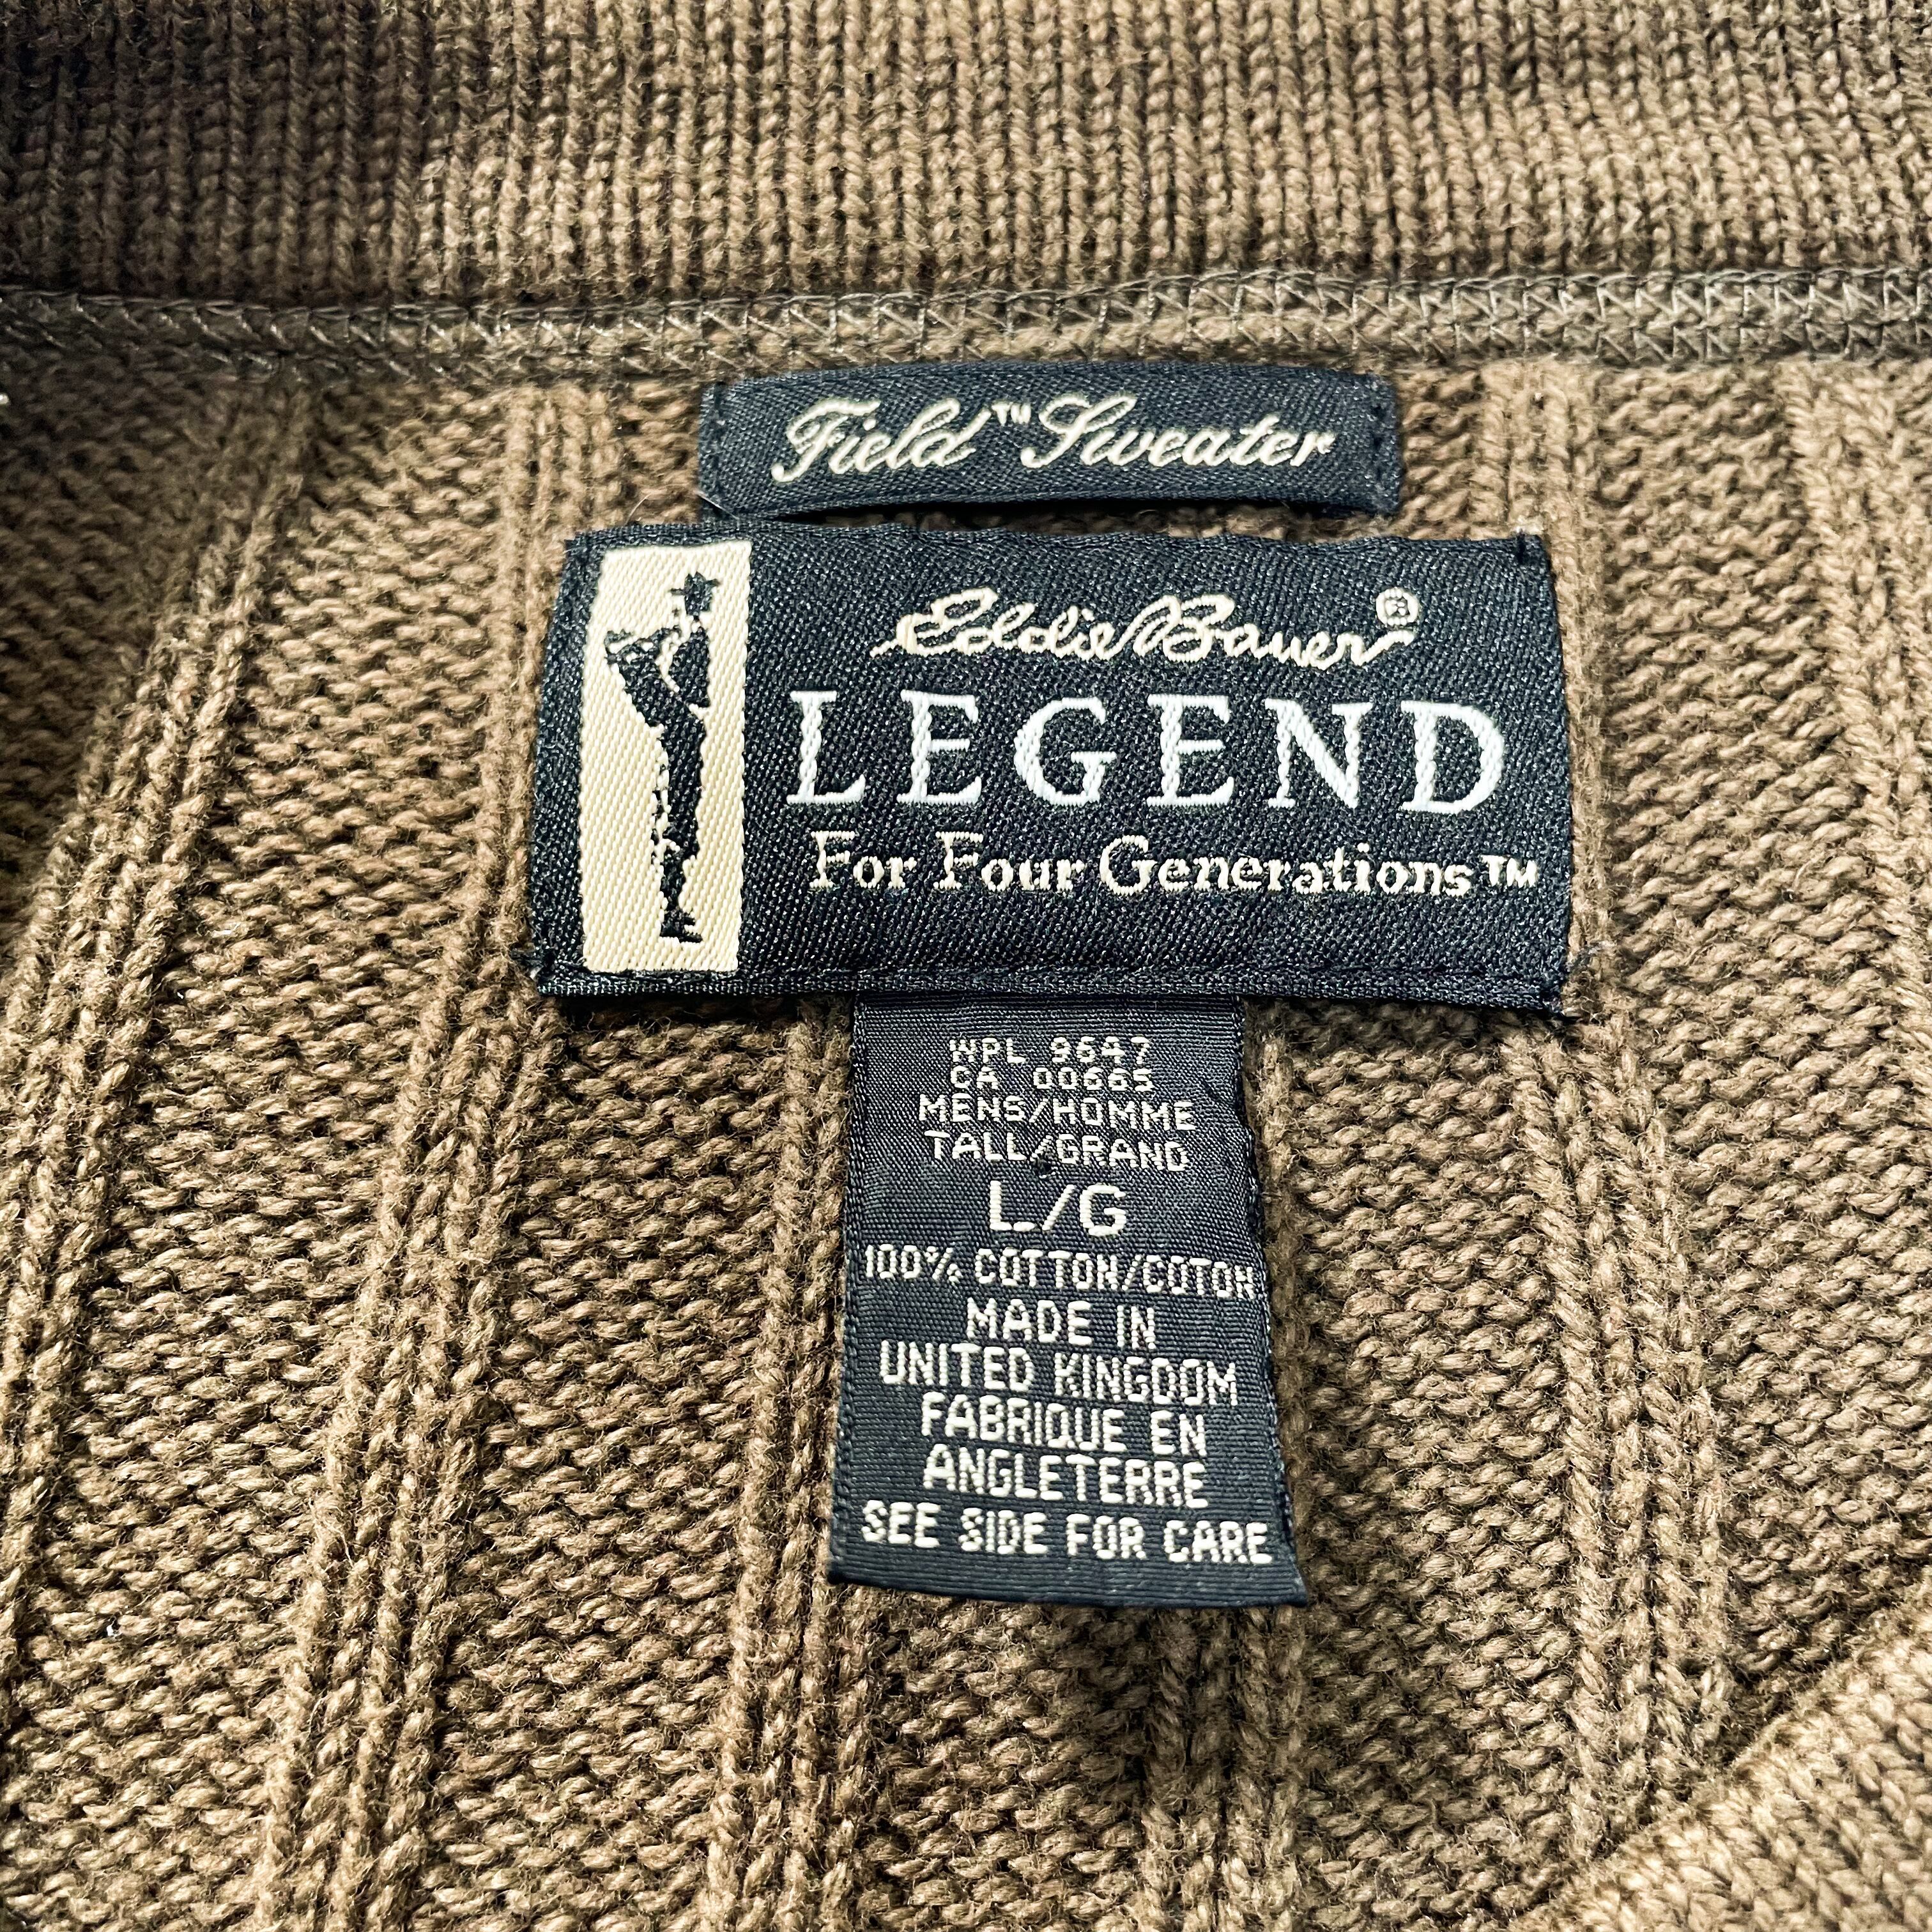 Field™ Sweater
Eddie Bauer®
LEGEND
For Four Generations™
WPL 9647
CA 00665
MENS/HOMME
TALL/GRAND
L/G
100% COTTON/COTON
MADE IN
UNITED KINGDOM
FABRIQUE EN
ANGLETERRE
SEE SIDE FOR CARE